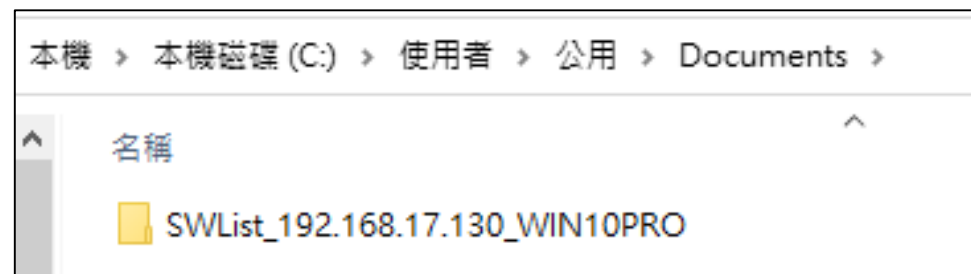 本機 > 本機磁碟 (C:) > 使用者 > 公用 > Documents >
名稱
SWList_192.168.17.130_WIN10PRO